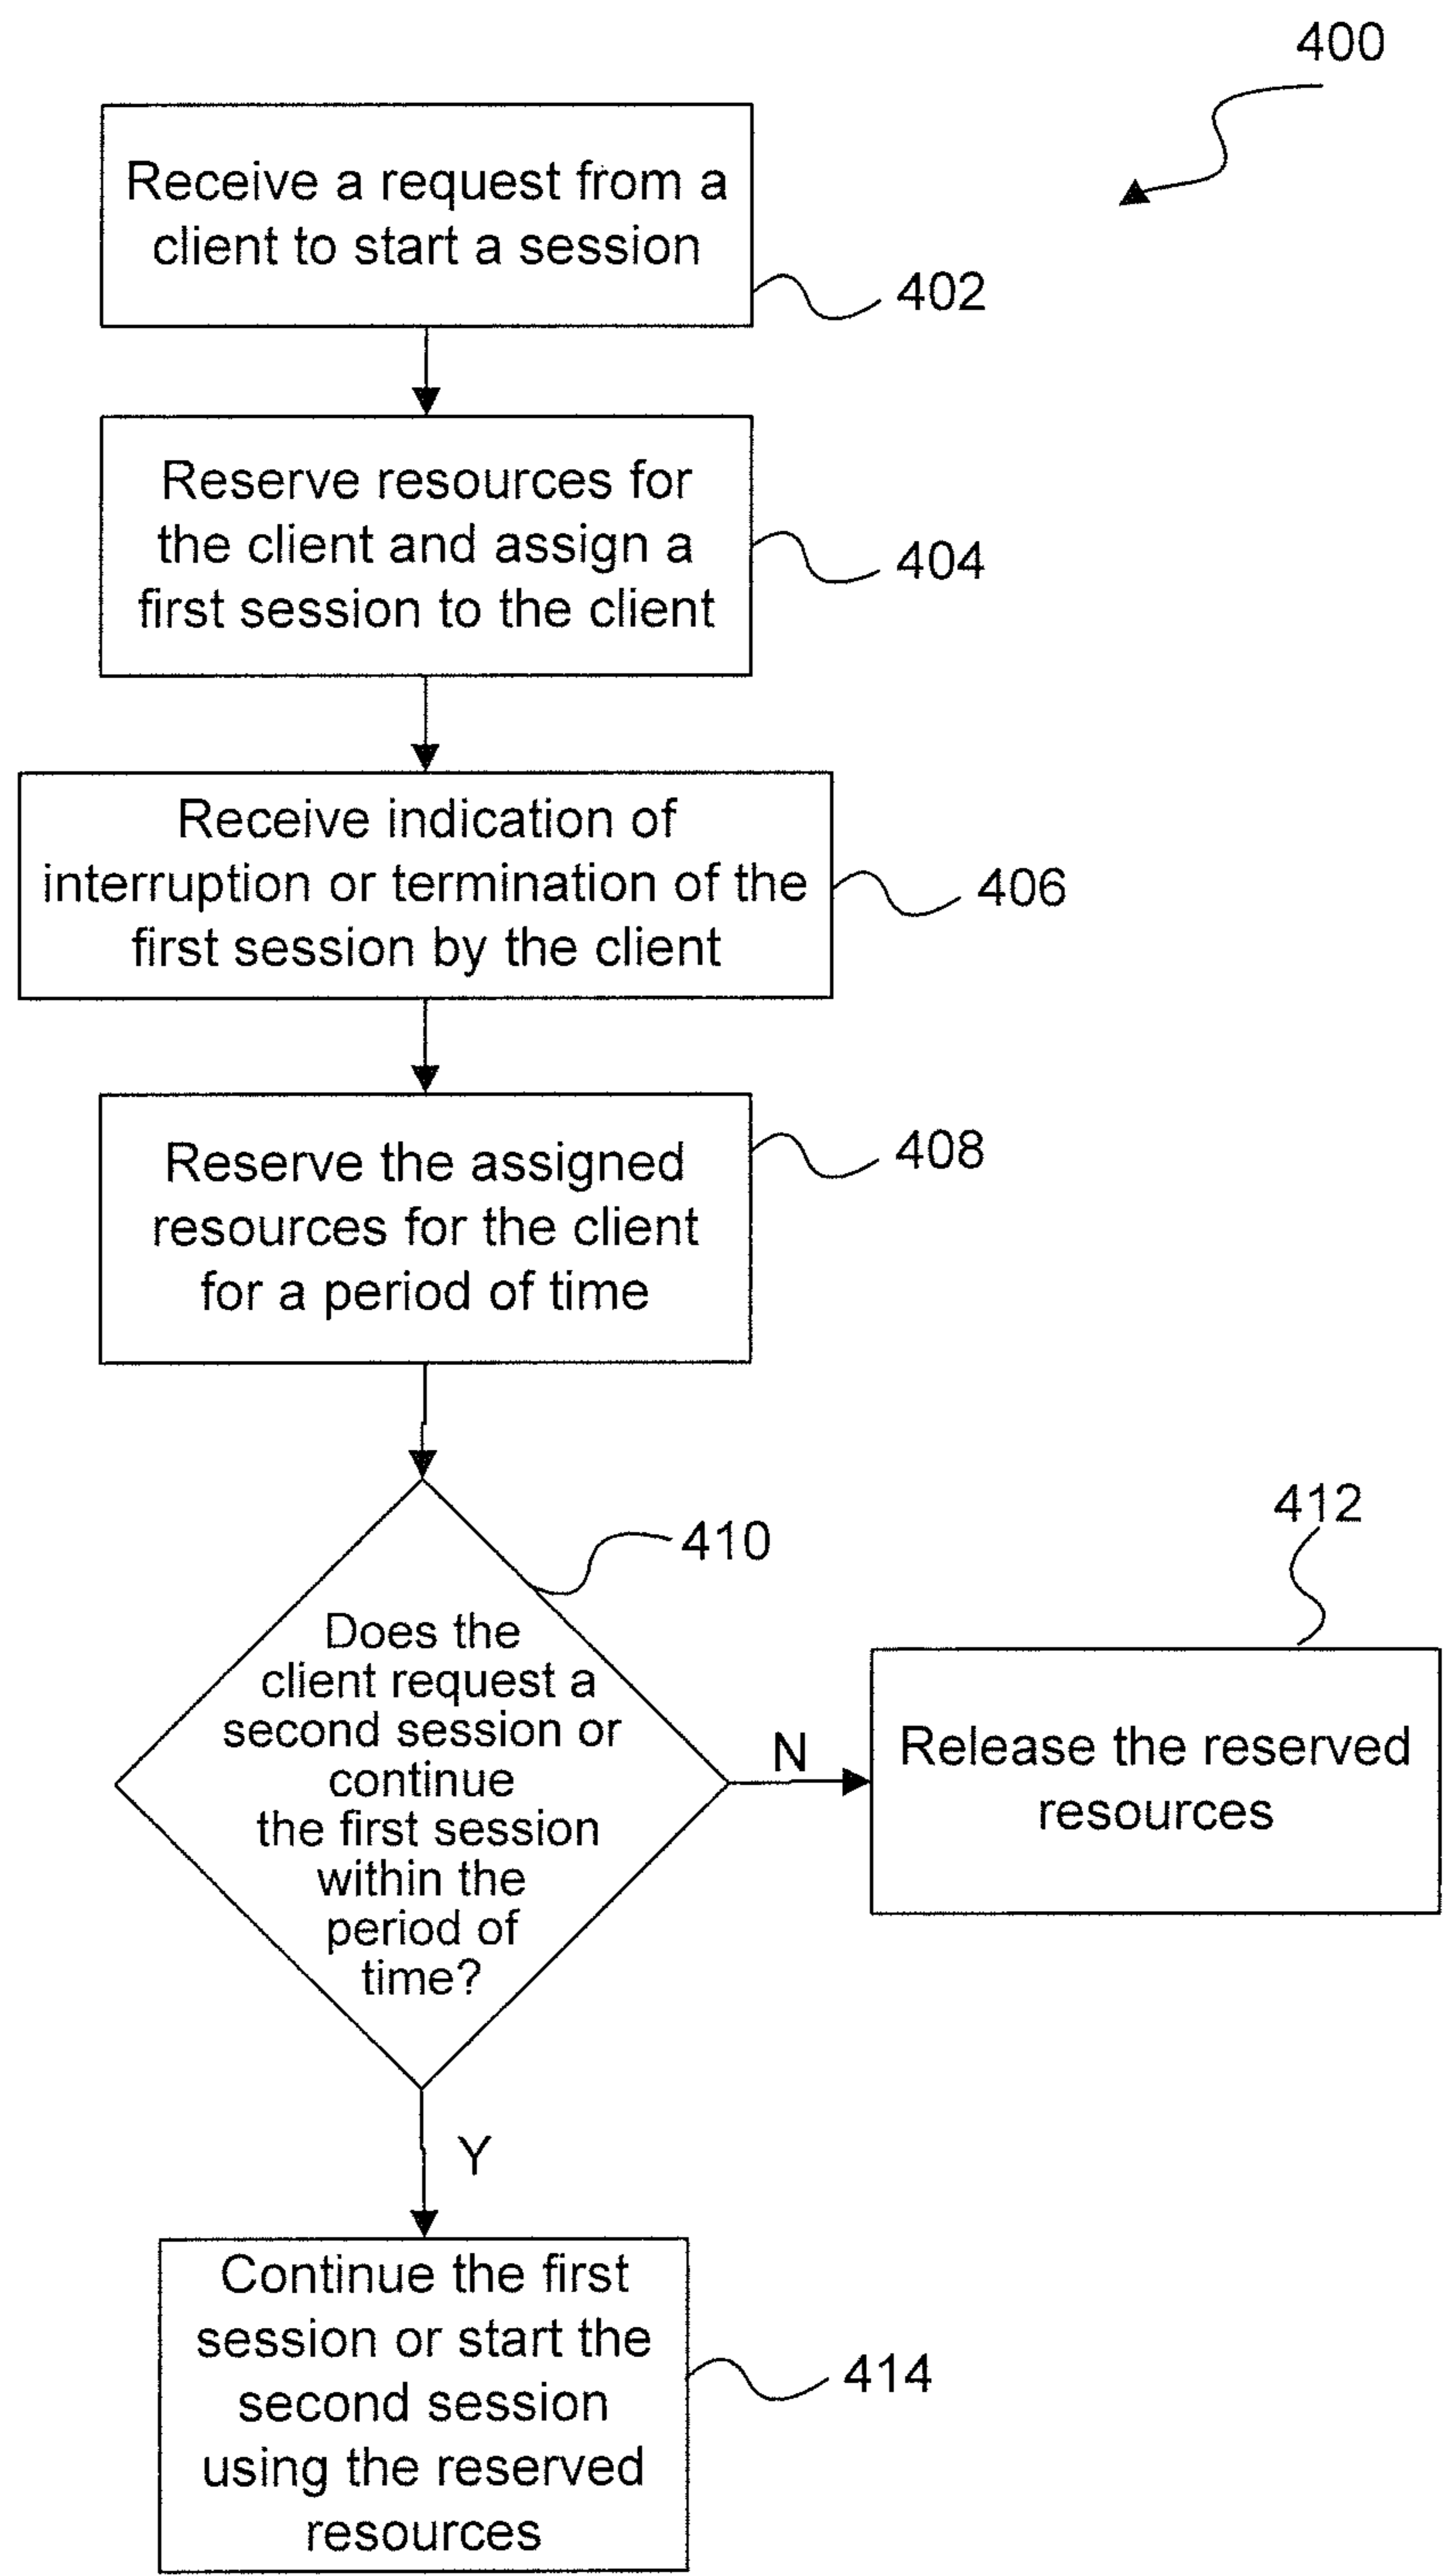 400
Receive a request from a
client to start a session
402
Reserve resources for
the client and assign a
first session to the client
404
Receive indication of
interruption or termination of the
first session by the client
406
Reserve the assigned
resources for the client
for a period of time
408
410
Does the
client request a
second session or
continue
the first session
within the
period of
time?
N
412
Release the reserved
resources
Y
Continue the first
session or start the
second session
using the reserved
resources
414